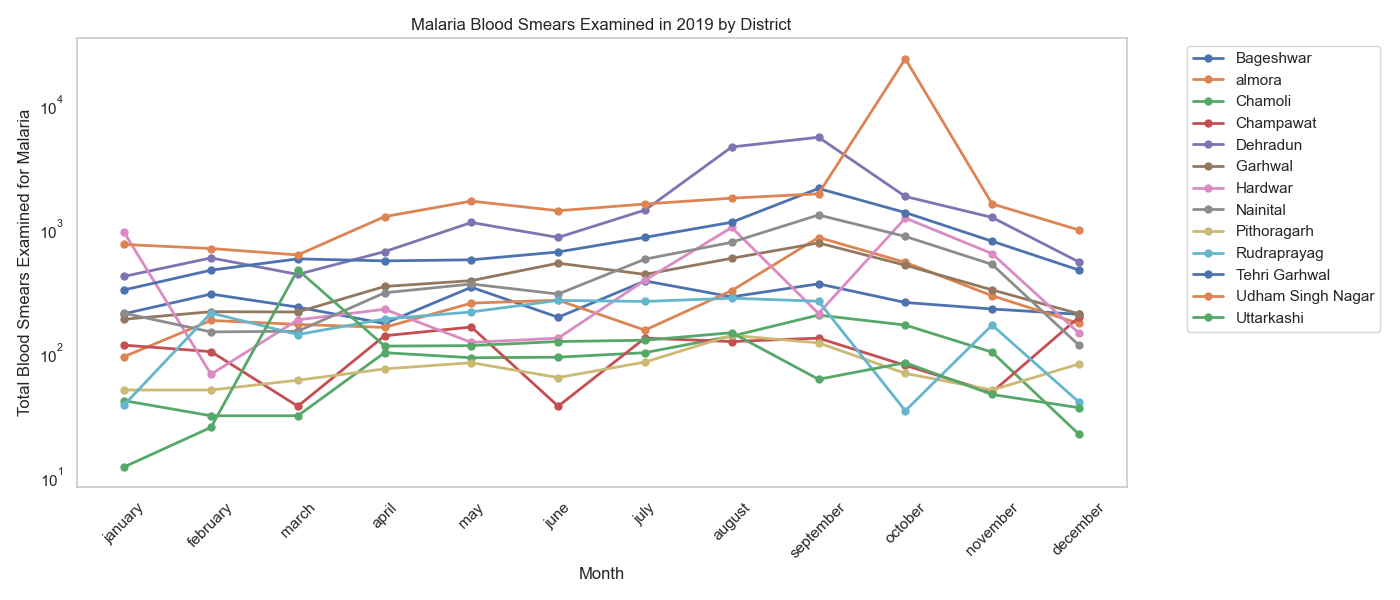 Malaria Blood Smears Examined in 2019 by District
Total Blood Smears Examined for Malaria
10^4
10^3
10^2
10^1
january
february
march
april
may
june
july
august
september
october
november
december
Month
Bageshwar
almora
Chamoli
Champawat
Dehradun
Garhwal
Hardwar
Nainital
Pithoragarh
Rudraprayag
Tehri Garhwal
Udham Singh Nagar
Uttarkashi